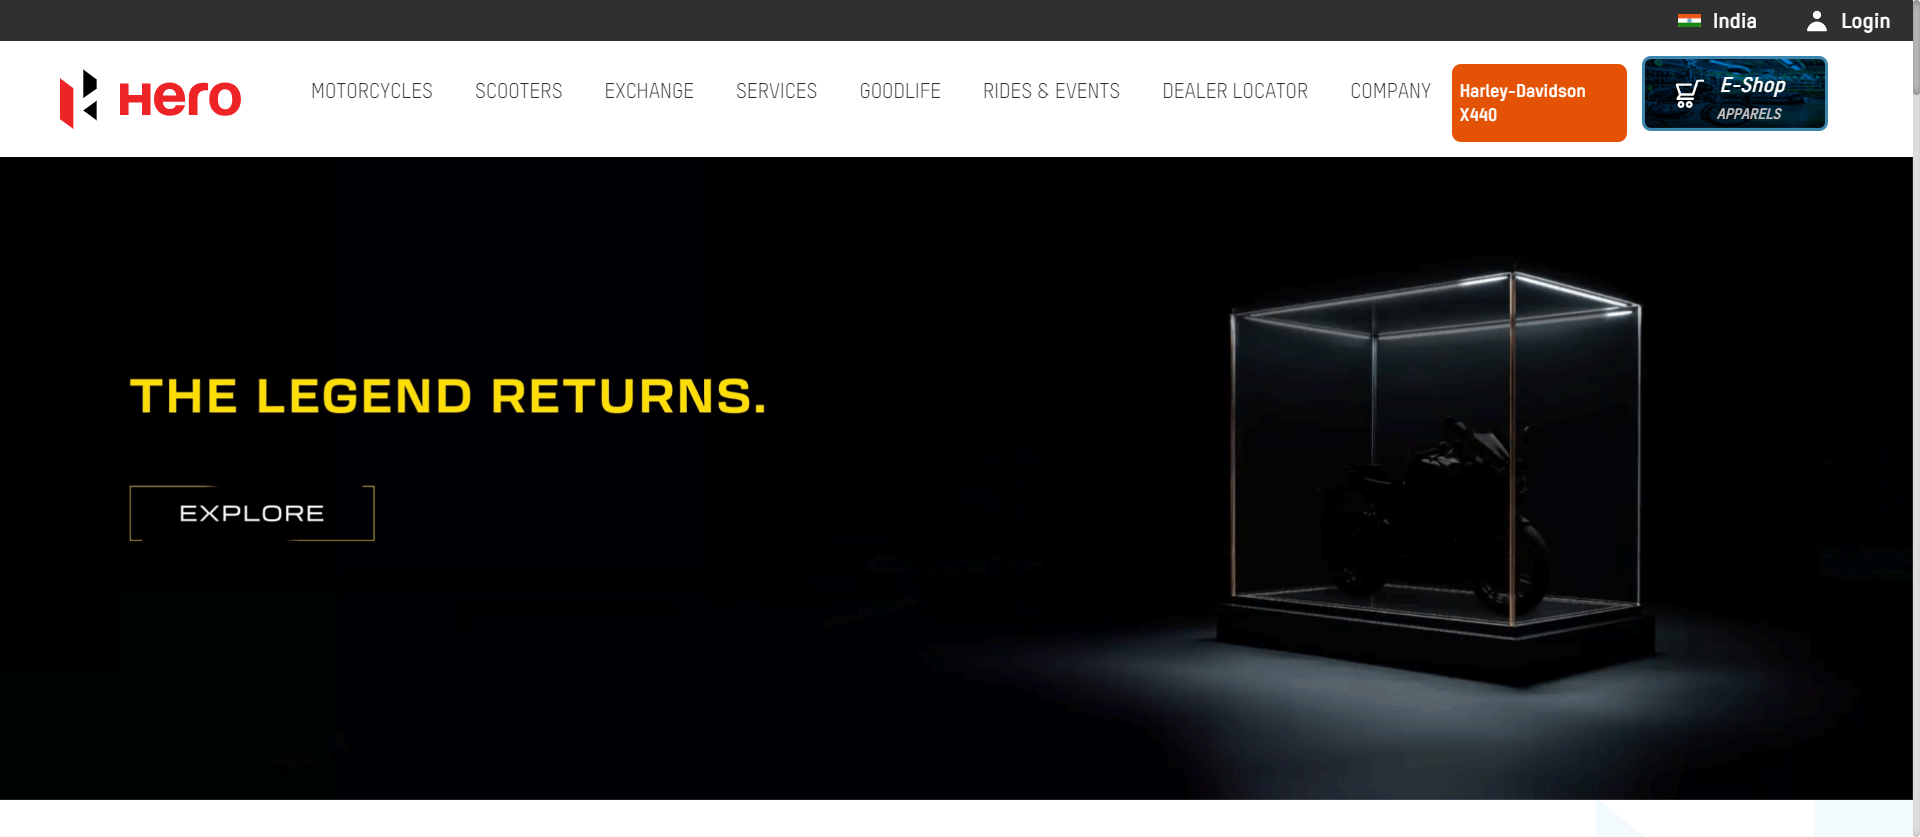 India
Login
Hero
MOTORCYCLES
SCOOTERS
EXCHANGE
SERVICES
GOODLIFE
RIDES & EVENTS
DEALER LOCATOR
COMPANY
Harley-Davidson
X440
E-Shop
APPARELS
THE LEGEND RETURNS.
EXPLORE